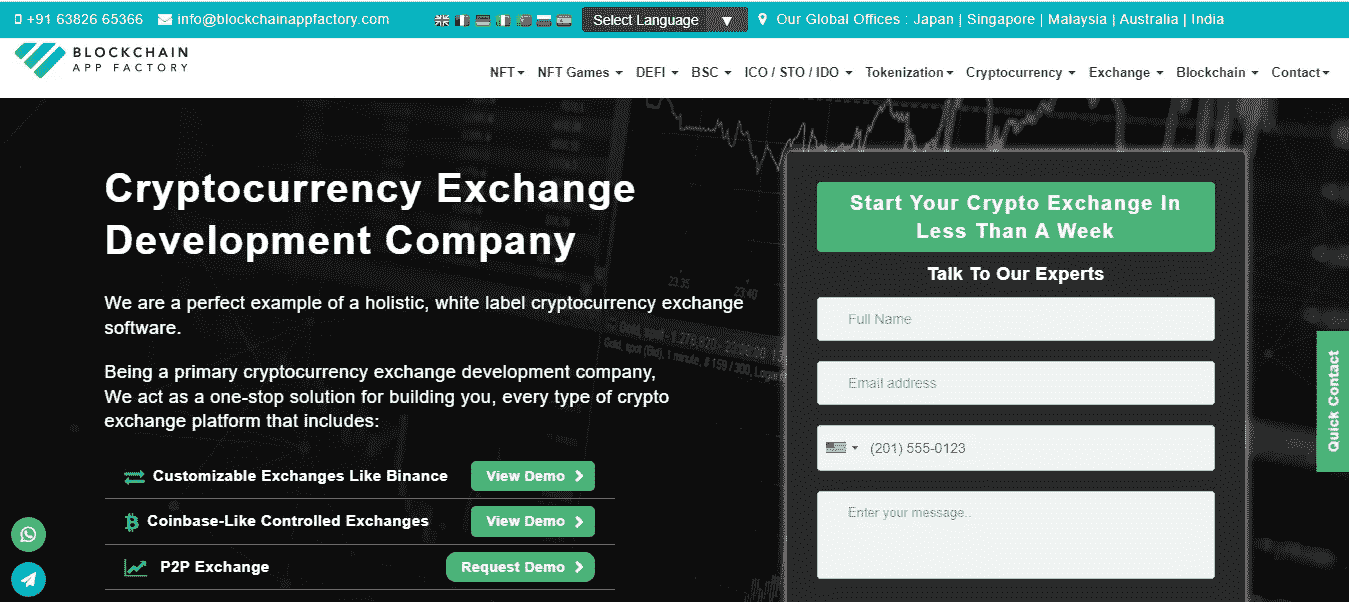 +91 63826 65366 info@blockchainappfactory.com Select Language ▼ Our Global Offices : Japan | Singapore | Malaysia | Australia | India
BLOCKCHAIN
APP FACTORY
NFT NFT Games DEFI BSC ICO / STO / IDO Tokenization Cryptocurrency Exchange Blockchain Contact
Cryptocurrency Exchange
Development Company
We are a perfect example of a holistic, white label cryptocurrency exchange
software.
Being a primary cryptocurrency exchange development company,
We act as a one-stop solution for building you, every type of crypto
exchange platform that includes:
Customizable Exchanges Like Binance View Demo
Coinbase-Like Controlled Exchanges View Demo
P2P Exchange Request Demo
Start Your Crypto Exchange In
Less Than A Week
Talk To Our Experts
Full Name
Email address
(201) 555-0123
Enter your message..
Quick Contact
23:35
23:40